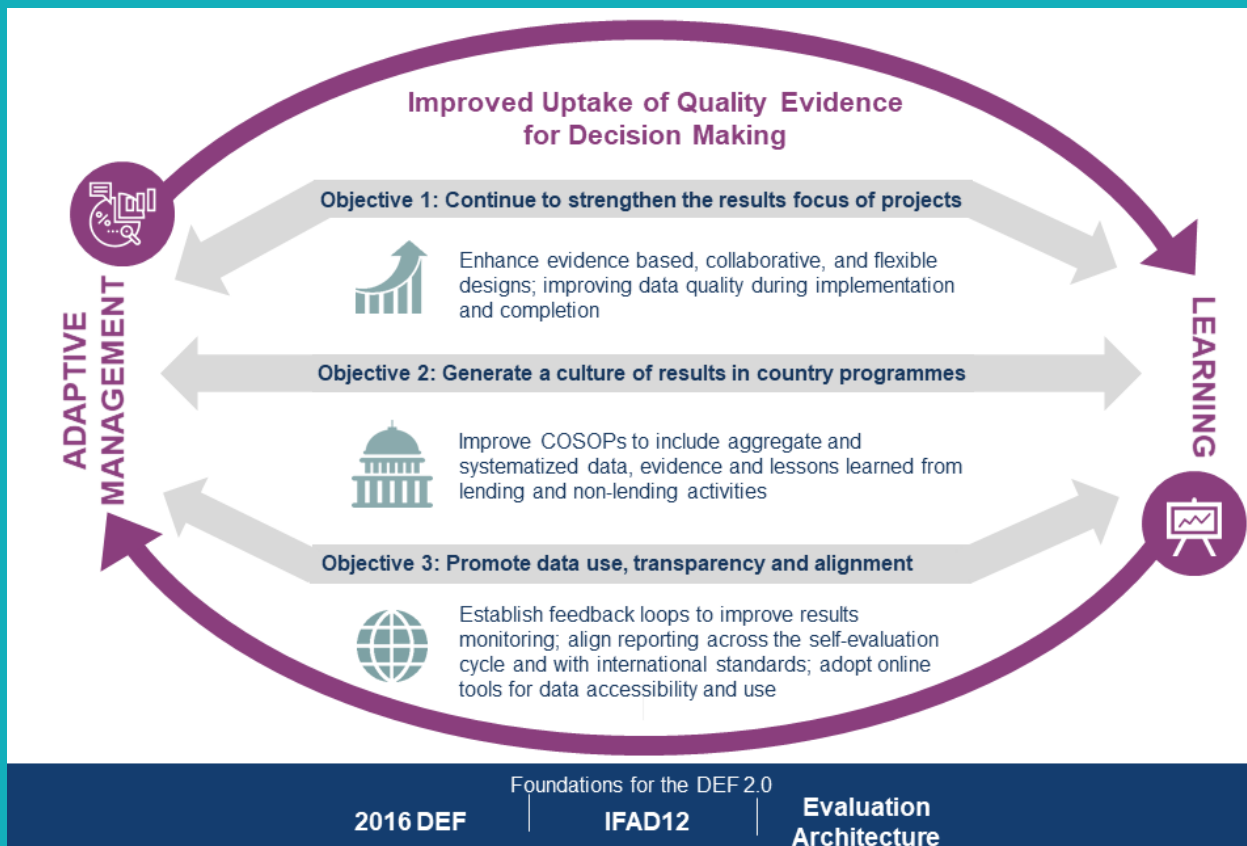 Improved Uptake of Quality Evidence
for Decision Making
Objective 1: Continue to strengthen the results focus of projects
Enhance evidence based, collaborative, and flexible
designs; improving data quality during implementation
and completion
ADAPTIVE
MANAGEMENT
LEARNING
Objective 2: Generate a culture of results in country programmes
Improve COSOPs to include aggregate and
systematized data, evidence and lessons learned from
lending and non-lending activities
Objective 3: Promote data use, transparency and alignment
Establish feedback loops to improve results
monitoring; align reporting across the self-evaluation
cycle and with international standards; adopt online
tools for data accessibility and use
Foundations for the DEF 2.0
2016 DEF
IFAD12
Evaluation
Architecture
%